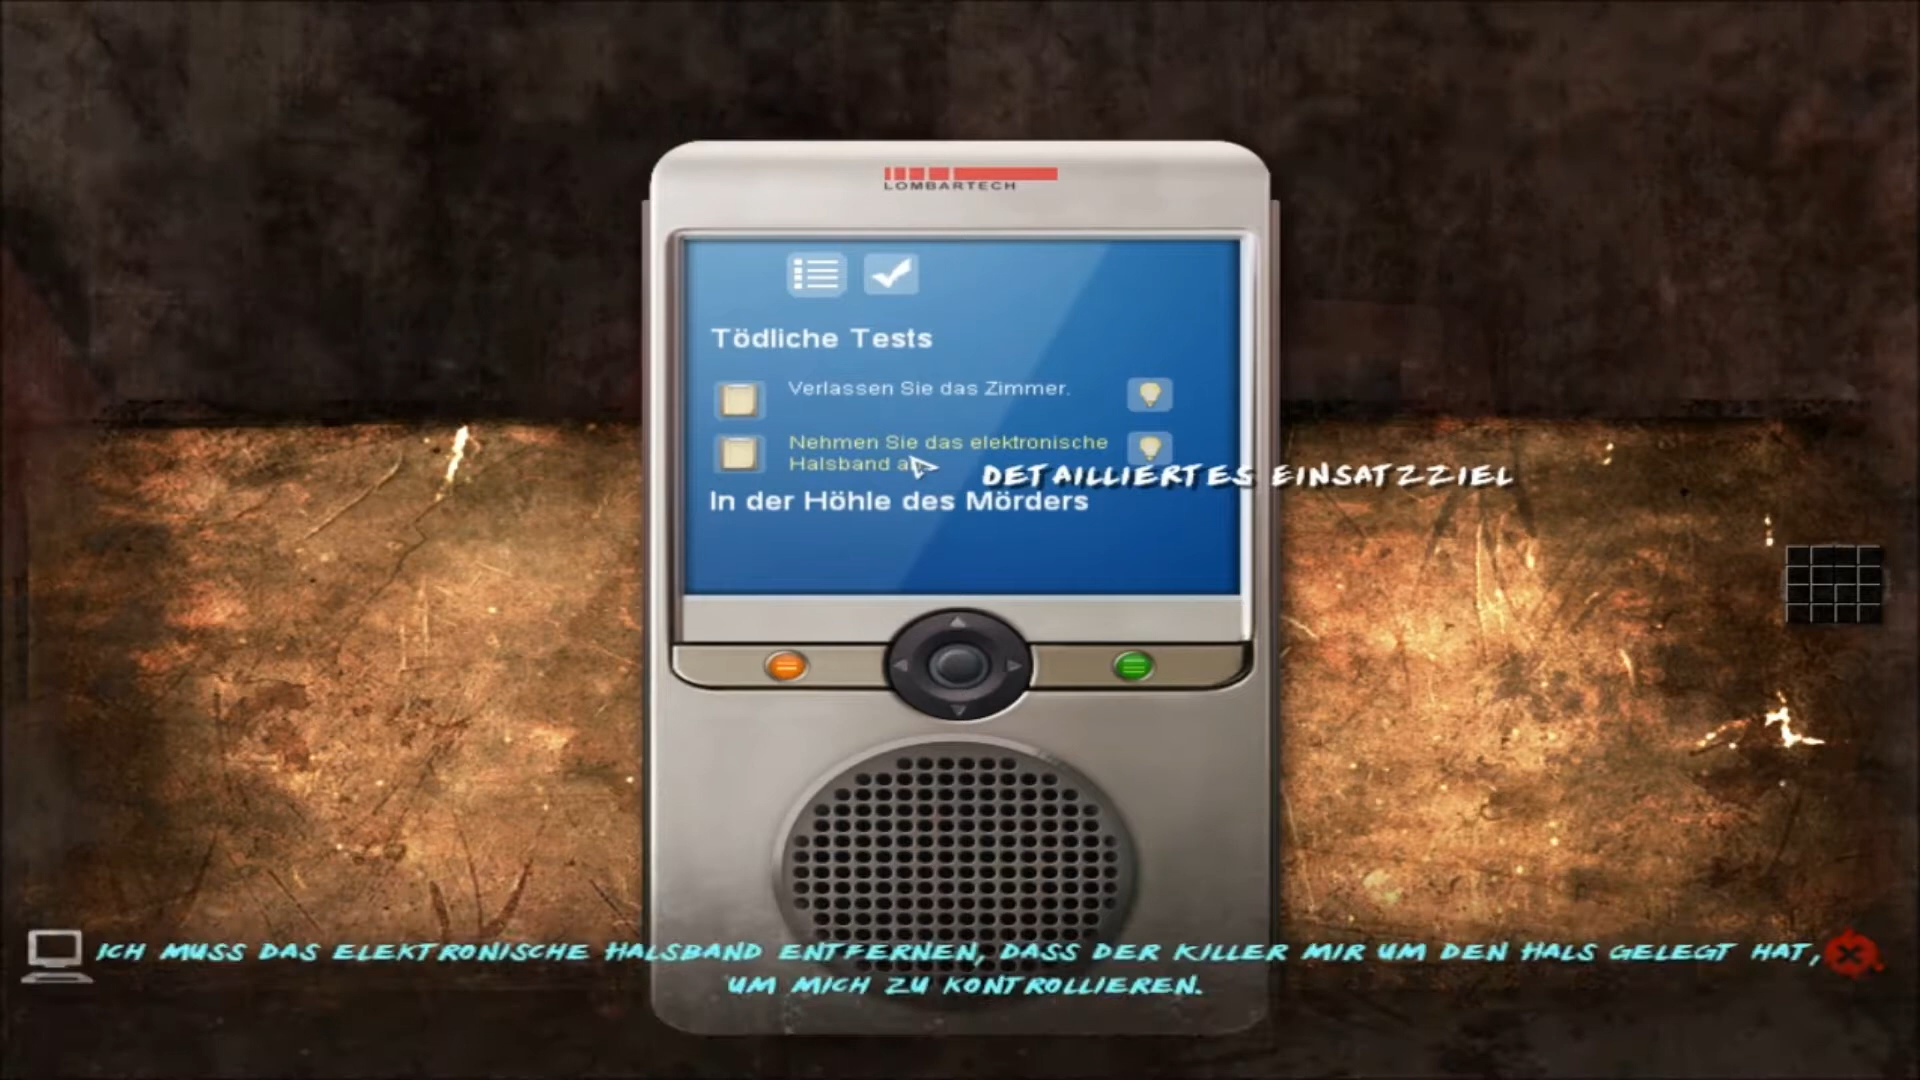 LOMBARTECH
Tödliche Tests
Verlassen Sie das Zimmer.
Nehmen Sie das elektronische
Halsband
DETAILLIERTES EINSATZZIEL
In der Höhle des Mörders
ICH MUSS DAS ELEKTRONISCHE HALSBAND ENTFERNEN, DASS DER KILLER MIR UM DEN HALS GELEGT HAT,
UM MICH ZU KONTROLLIEREN.